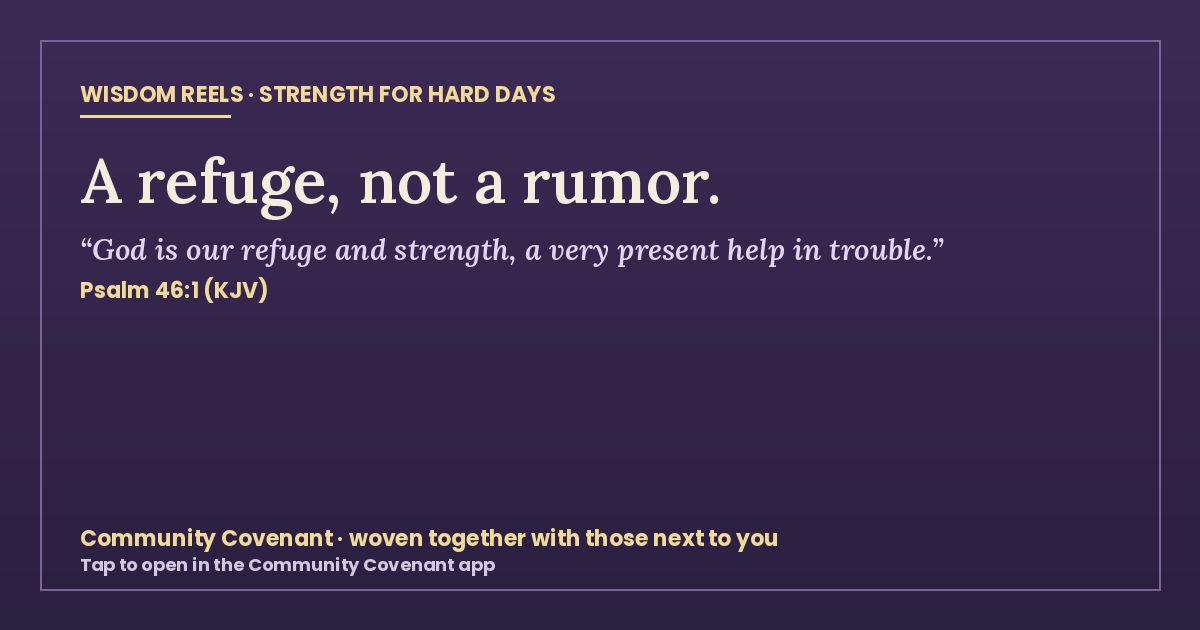 WISDOM REELS · STRENGTH FOR HARD DAYS
A refuge, not a rumor.
“God is our refuge and strength, a very present help in trouble.”
Psalm 46:1 (KJV)
Community Covenant · woven together with those next to you
Tap to open in the Community Covenant app